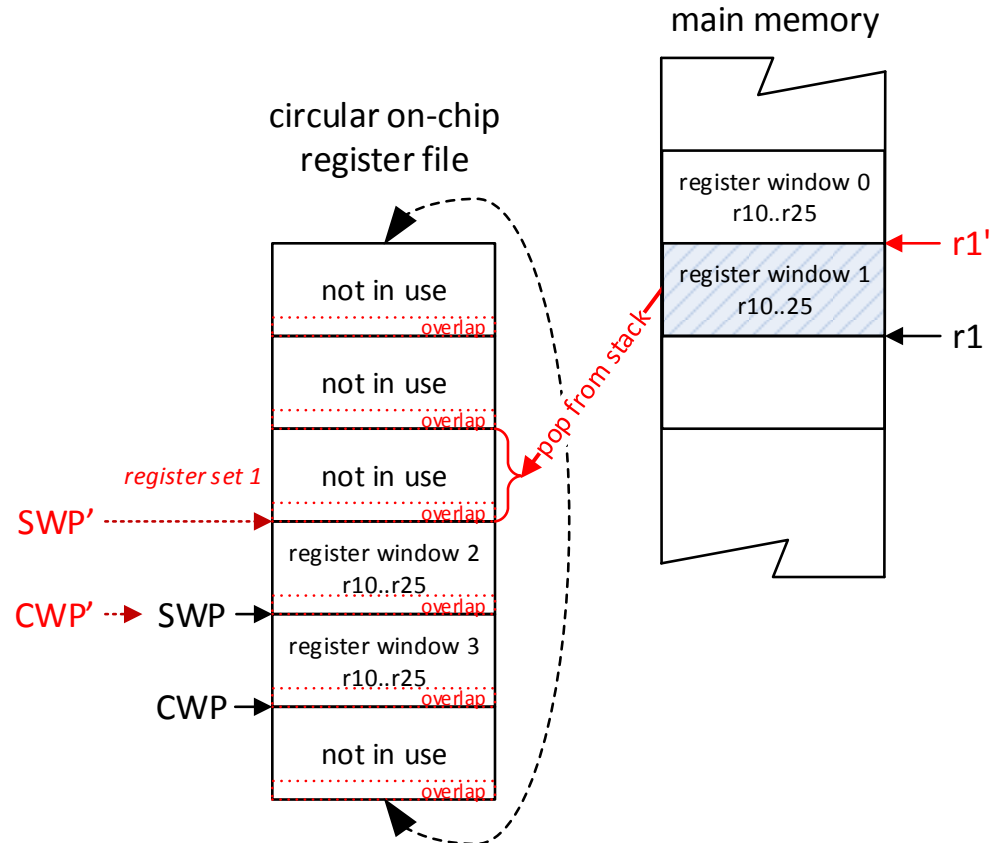 main memory
circular on-chip
register file
register window 0
r10..r25
r1'
register window 1
r10..25
r1
not in use
overlap
not in use
overlap
pop from stack
register set 1
not in use
overlap
SWP'
register window 2
r10..r25
overlap
CWP'
SWP
register window 3
r10..r25
overlap
CWP
not in use
overlap